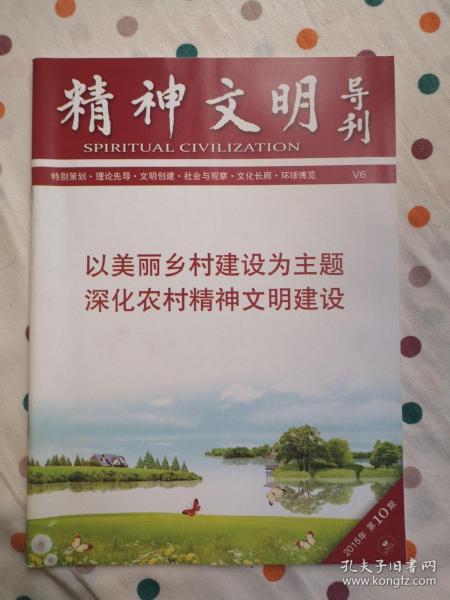 精神文明导刊
SPIRITUAL CIVILIZATION
特别策划·理论先导·文明创建·社会与观察·文化长廊·环球博览 V6
以美丽乡村建设为主题
深化农村精神文明建设
2015年 第10期
孔夫子旧书网
www.kongfz.com